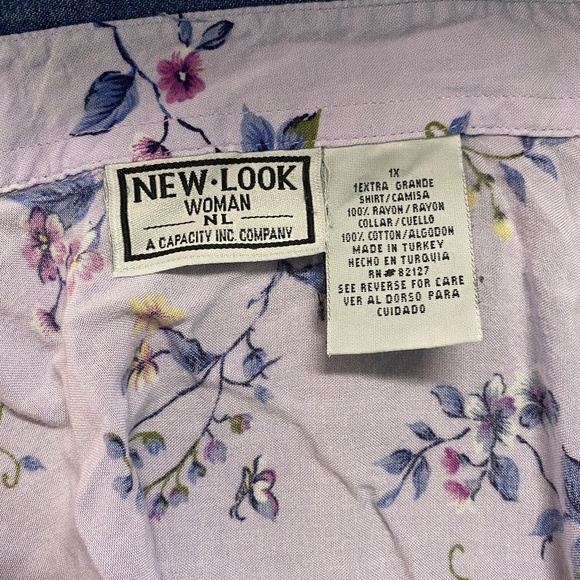 NEW·LOOK
WOMAN
NL
A CAPACITY INC. COMPANY
1X
1EXTRA GRANDE
SHIRT/CAMISA
100% RAYON/RAYON
COLLAR/CUELLO
100% COTTON/ALGODON
MADE IN TURKEY
HECHO EN TURQUIA
RN#82127
SEE REVERSE FOR CARE
VER AL DORSO PARA
CUIDADO